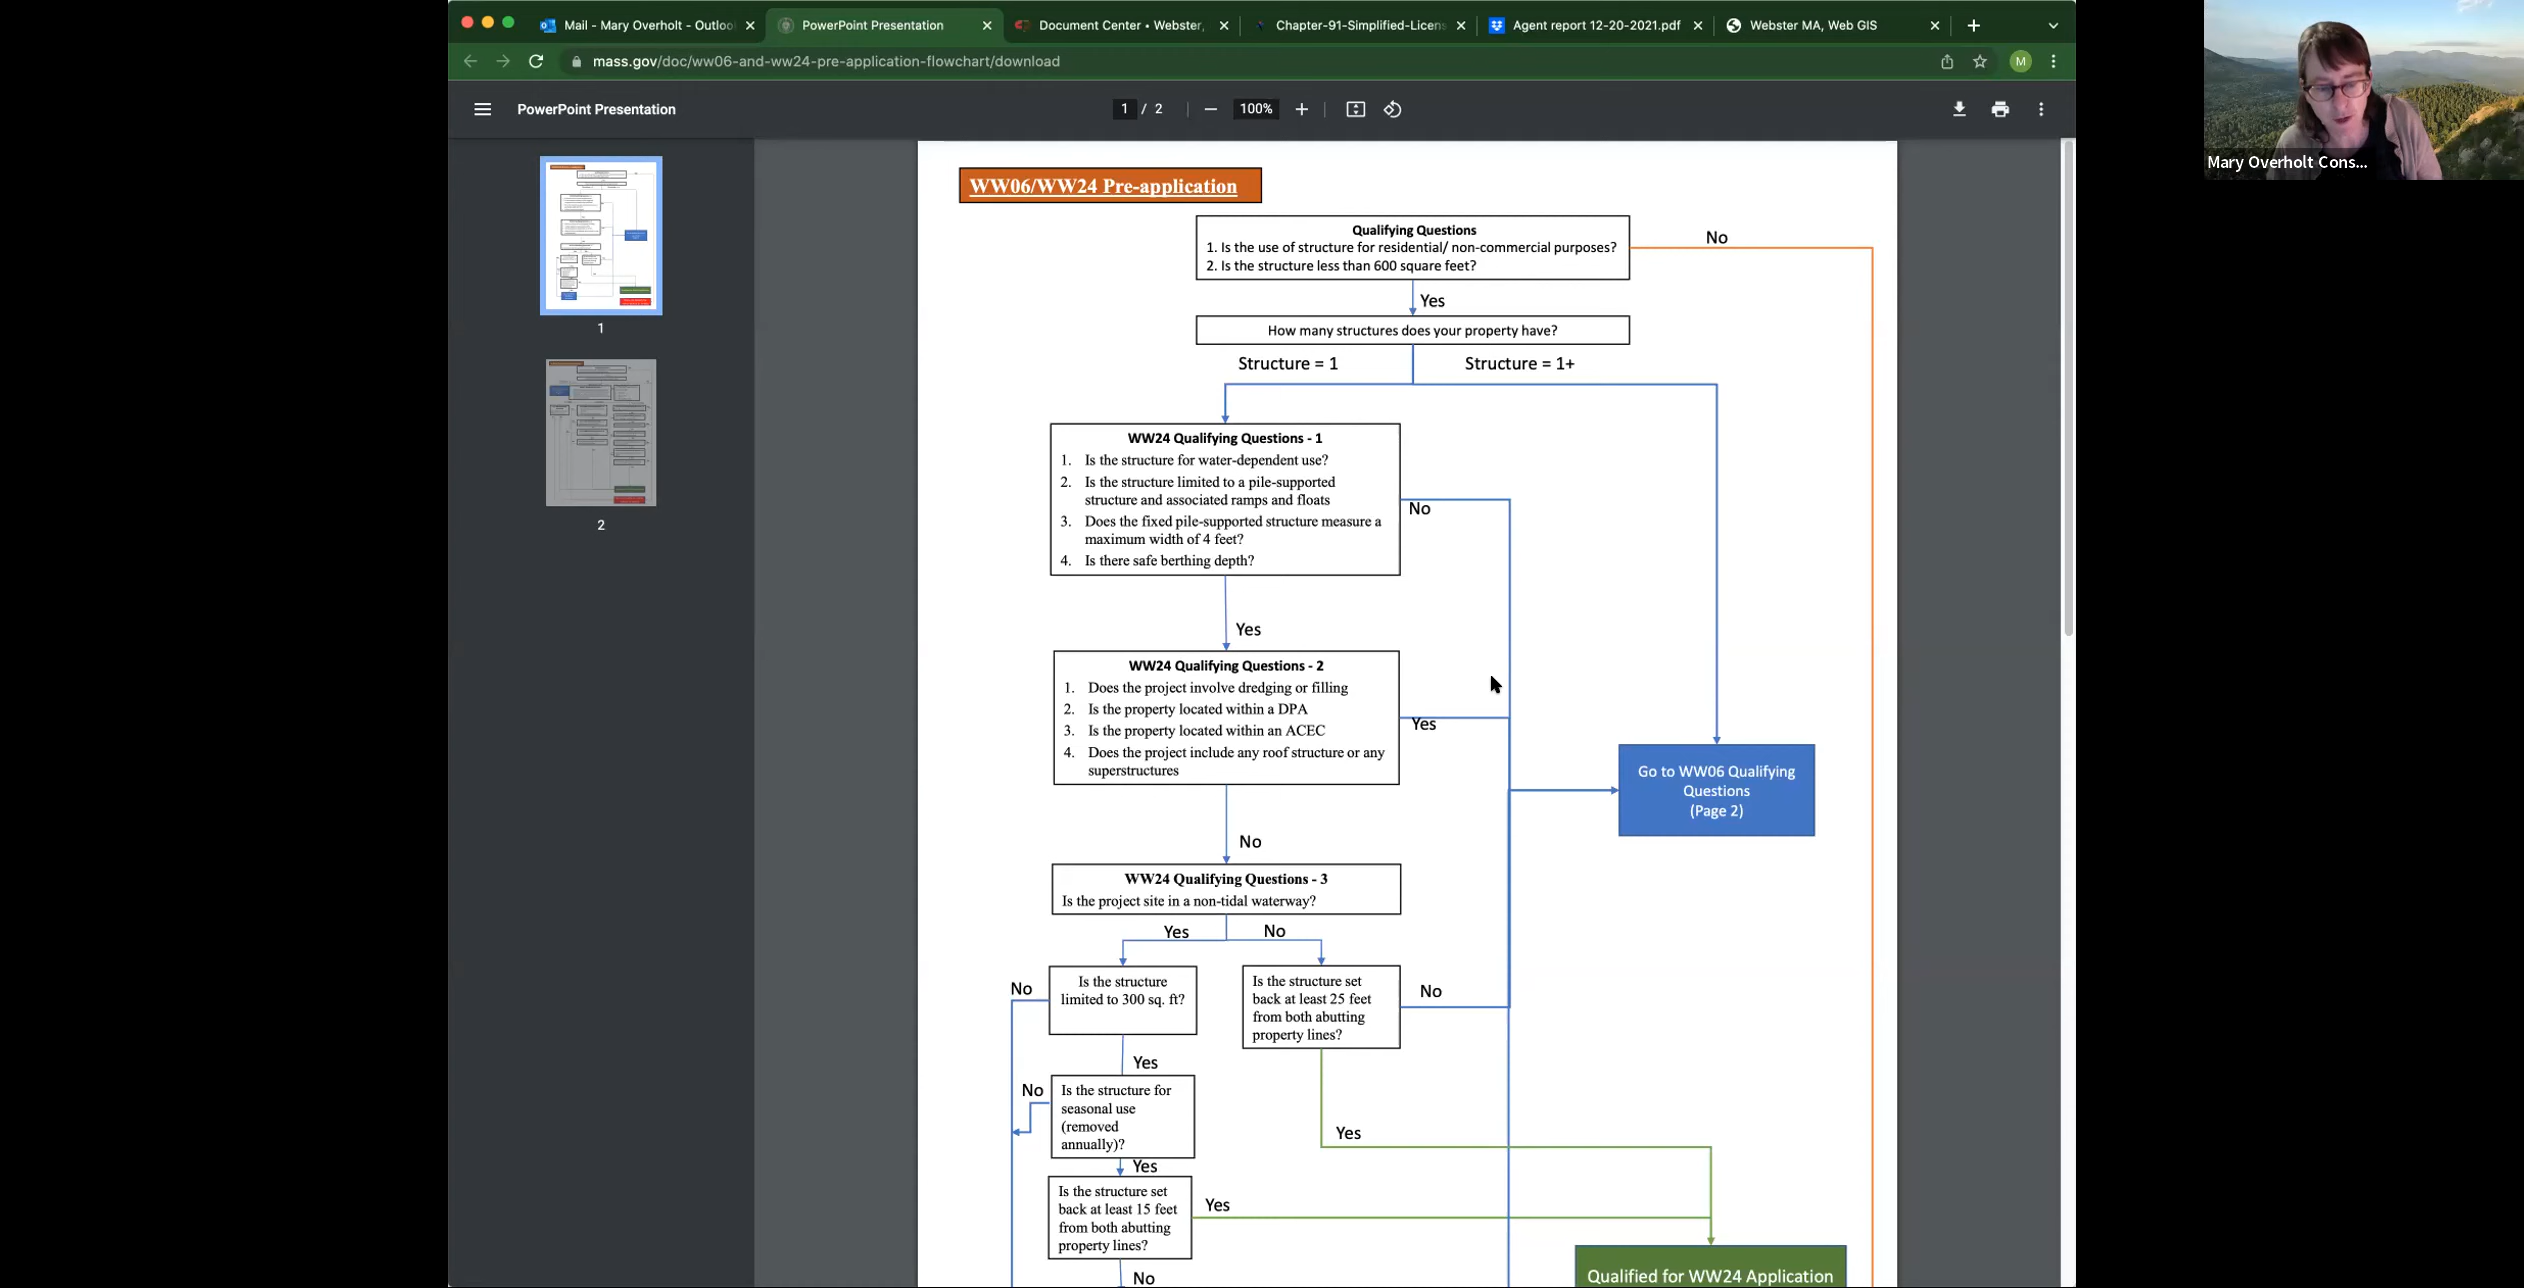 Mail - Mary Overholt - Outloo
PowerPoint Presentation
Document Center • Webster,
Chapter-91-Simplified-Licens
Agent report 12-20-2021.pdf
Webster MA, Web GIS
mass.gov/doc/ww06-and-ww24-pre-application-flowchart/download
M
PowerPoint Presentation
1 / 2
100%
1
2
WW06/WW24 Pre-application
Qualifying Questions
1. Is the use of structure for residential/ non-commercial purposes?
2. Is the structure less than 600 square feet?
No
Yes
How many structures does your property have?
Structure = 1
Structure = 1+
WW24 Qualifying Questions - 1
1. Is the structure for water-dependent use?
2. Is the structure limited to a pile-supported
structure and associated ramps and floats
3. Does the fixed pile-supported structure measure a
maximum width of 4 feet?
4. Is there safe berthing depth?
No
Yes
WW24 Qualifying Questions - 2
1. Does the project involve dredging or filling
2. Is the property located within a DPA
3. Is the property located within an ACEC
4. Does the project include any roof structure or any
superstructures
Yes
Go to WW06 Qualifying
Questions
(Page 2)
No
WW24 Qualifying Questions - 3
Is the project site in a non-tidal waterway?
Yes
No
Is the structure
limited to 300 sq. ft?
No
Is the structure set
back at least 25 feet
from both abutting
property lines?
No
Yes
Is the structure for
seasonal use
(removed
annually)?
No
Yes
Yes
Is the structure set
back at least 15 feet
from both abutting
property lines?
Yes
No
Qualified for WW24 Application
Mary Overholt Cons...